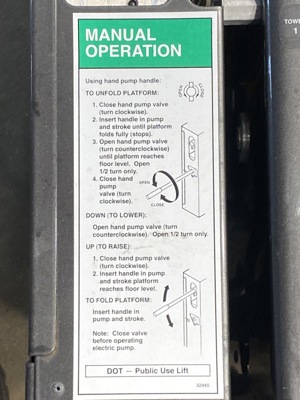 MANUAL
OPERATION
Using hand pump handle:
TO UNFOLD PLATFORM:
1. Close hand pump valve
(turn clockwise).
2. Insert handle in pump
and stroke until platform
folds fully (stops).
3. Open hand pump valve
(turn counterclockwise)
until platform reaches
floor level. Open
1/2 turn only.
4. Close hand
pump
valve (turn
clockwise).
OPEN
CLOSE
OPEN
CLOSE
DOWN (TO LOWER):
Open hand pump valve (turn
counterclockwise). Open 1/2 turn only.
UP (TO RAISE):
1. Close hand pump valve
(turn clockwise).
2. Insert handle in pump
and stroke platform
reaches floor level.
TO FOLD PLATFORM:
Insert handle in
pump and stroke.
Note: Close valve
before operating
electric pump.
DOT — Public Use Lift
32945
TOWE
1